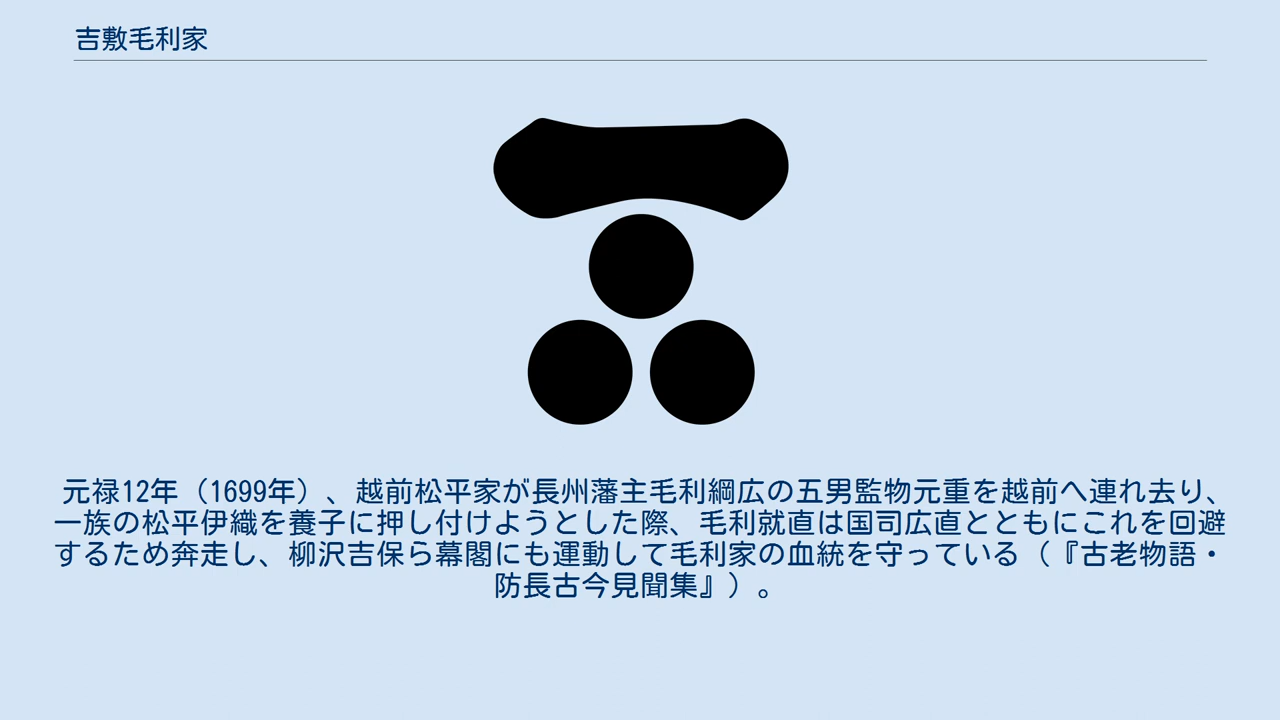 吉敷毛利家
元禄12年（1699年）、越前松平家が長州藩主毛利綱広の五男監物元重を越前へ連れ去り、
一族の松平伊織を養子に押し付けようとした際、毛利就直は国司広直とともにこれを回避
するため奔走し、柳沢吉保ら幕閣にも運動して毛利家の血統を守っている（『古老物語・
防長古今見聞集』）。